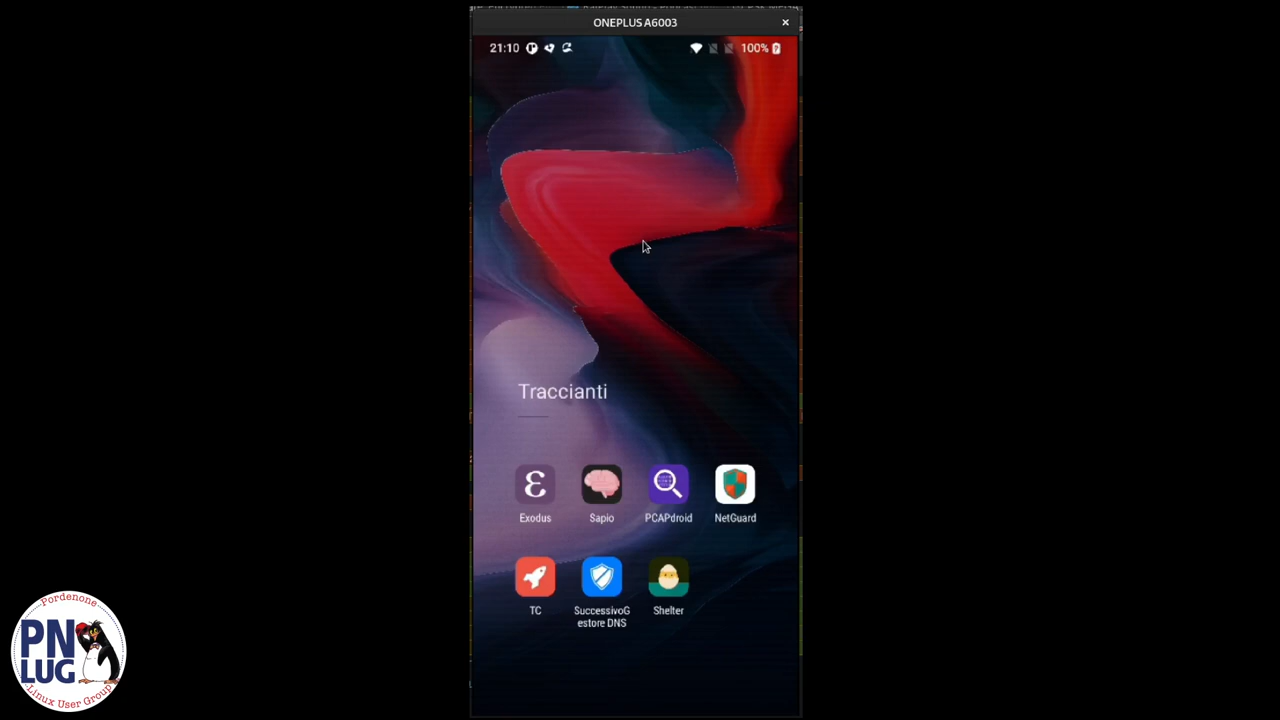 ONEPLUS A6003
21:10
100%
Traccianti
Exodus
Sapio
PCAPdroid
NetGuard
TC
SuccessivoG
estore DNS
Shelter
Pordenone
PN
LUG
Linux User Group